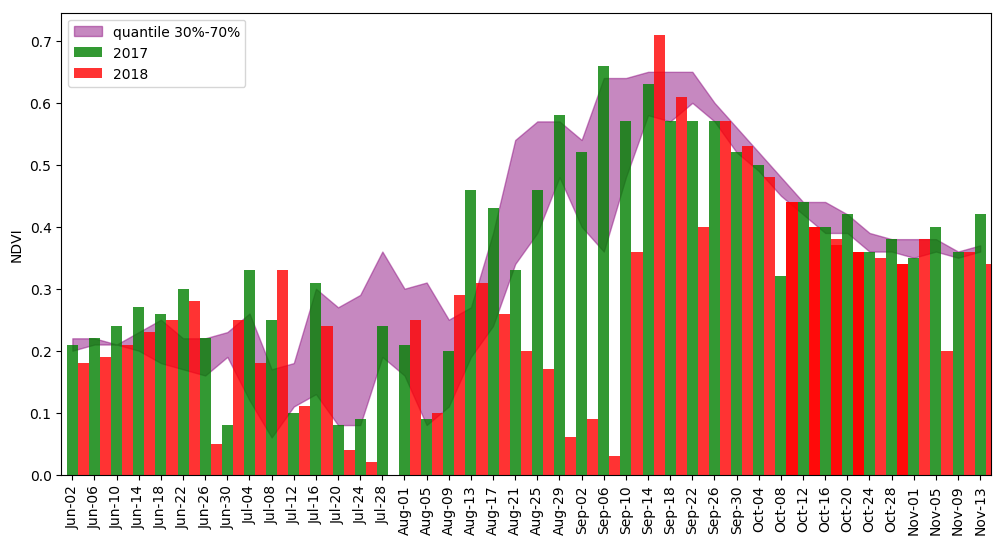 quantile 30%-70%
2017
2018
NDVI
0.7
0.6
0.5
0.4
0.3
0.2
0.1
0.0
Jun-02
Jun-06
Jun-10
Jun-14
Jun-18
Jun-22
Jun-26
Jun-30
Jul-04
Jul-08
Jul-12
Jul-16
Jul-20
Jul-24
Jul-28
Aug-01
Aug-05
Aug-09
Aug-13
Aug-17
Aug-21
Aug-25
Aug-29
Sep-02
Sep-06
Sep-10
Sep-14
Sep-18
Sep-22
Sep-26
Sep-30
Oct-04
Oct-08
Oct-12
Oct-16
Oct-20
Oct-24
Oct-28
Nov-01
Nov-05
Nov-09
Nov-13